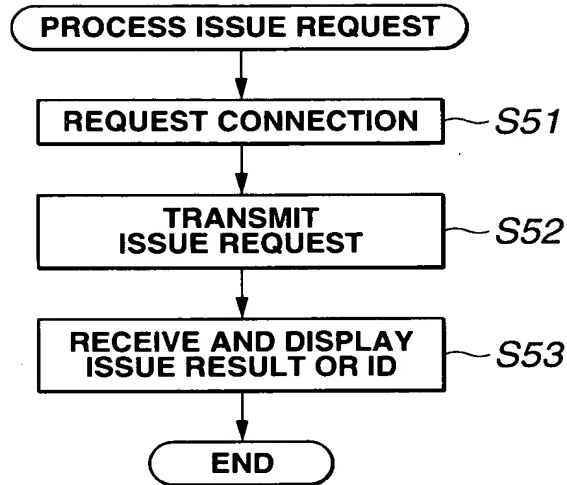 PROCESS ISSUE REQUEST
REQUEST CONNECTION
S51
TRANSMIT
ISSUE REQUEST
S52
RECEIVE AND DISPLAY
ISSUE RESULT OR ID
S53
END